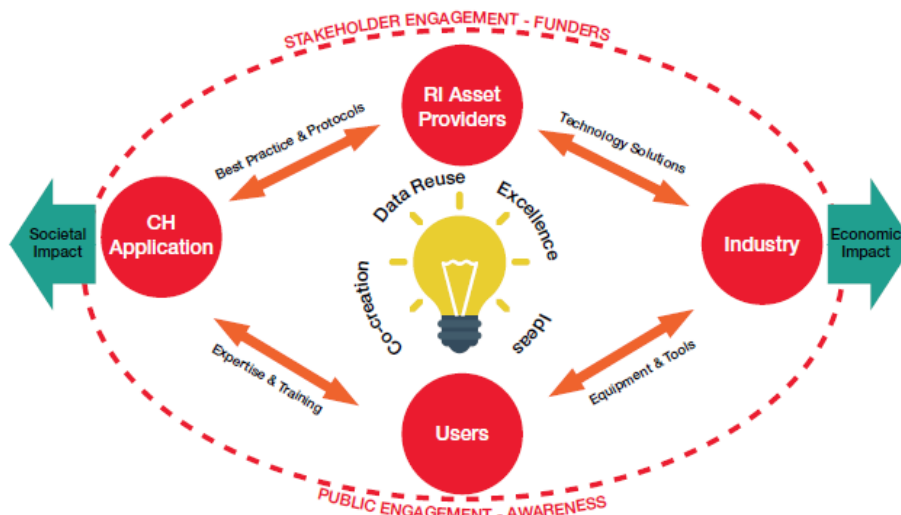 STAKEHOLDER ENGAGEMENT - FUNDERS
RI Asset
Providers
Best Practice & Protocols
Technology Solutions
Data Reuse
Excellence
CH
Application
Societal
Impact
Industry
Economic
Impact
Co-creation
Ideas
Expertise & Training
Equipment & Tools
Users
PUBLIC ENGAGEMENT - AWARENESS